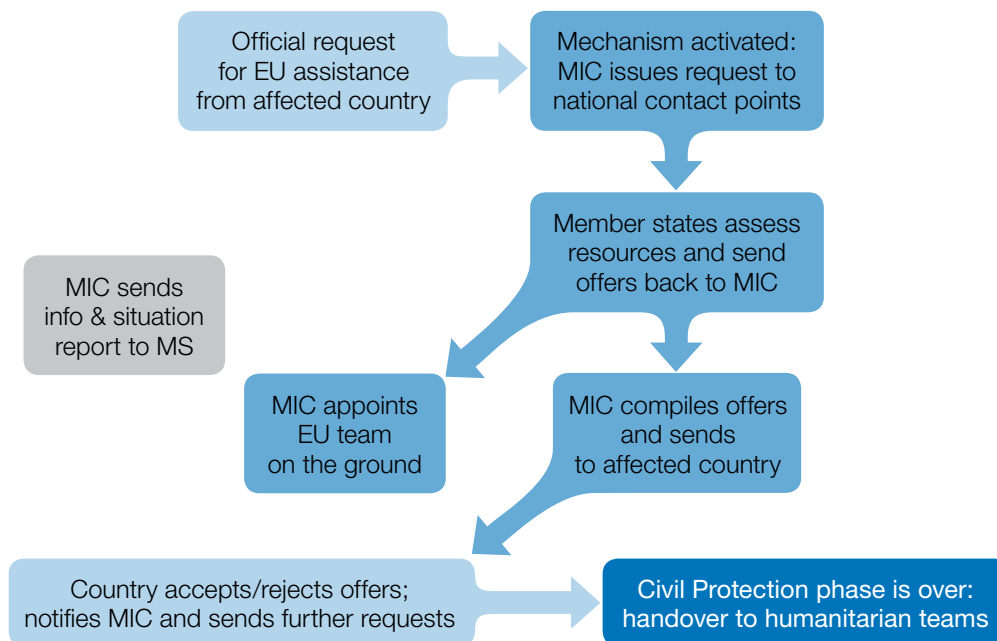 Official request
for EU assistance
from affected country
Mechanism activated:
MIC issues request to
national contact points
Member states assess
resources and send
offers back to MIC
MIC sends
info & situation
report to MS
MIC appoints
EU team
on the ground
MIC compiles offers
and sends
to affected country
Country accepts/rejects offers;
notifies MIC and sends further requests
Civil Protection phase is over:
handover to humanitarian teams